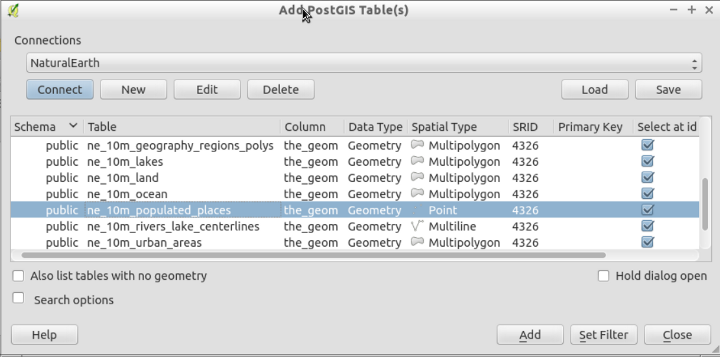 Add PostGIS Table(s)
Connections
NaturalEarth
Connect New Edit Delete Load Save
Schema Table Column Data Type Spatial Type SRID Primary Key Select at id
public ne_10m_geography_regions_polys the_geom Geometry Multipolygon 4326
public ne_10m_lakes the_geom Geometry Multipolygon 4326
public ne_10m_land the_geom Geometry Multipolygon 4326
public ne_10m_ocean the_geom Geometry Multipolygon 4326
public ne_10m_populated_places the_geom Geometry Point 4326
public ne_10m_rivers_lake_centerlines the_geom Geometry Multiline 4326
public ne_10m_urban_areas the_geom Geometry Multipolygon 4326
Also list tables with no geometry Hold dialog open
Search options
Help Add Set Filter Close